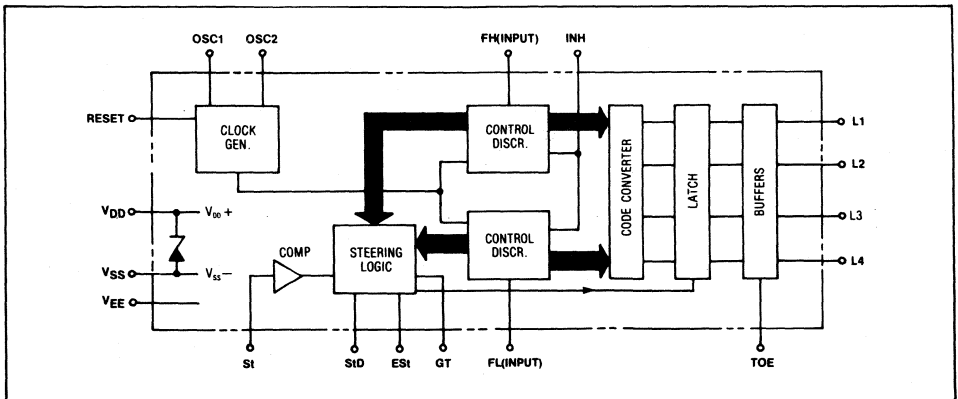 OSC1 OSC2 FH(INPUT) INH
RESET
CLOCK
GEN.
CONTROL
DISCR.
CODE CONVERTER
LATCH
BUFFERS
L1
L2
L3
L4
VDD VDD +
VSS VSS −
VEE
COMP
STEERING
LOGIC
CONTROL
DISCR.
St StD ESt GT FL(INPUT) TOE